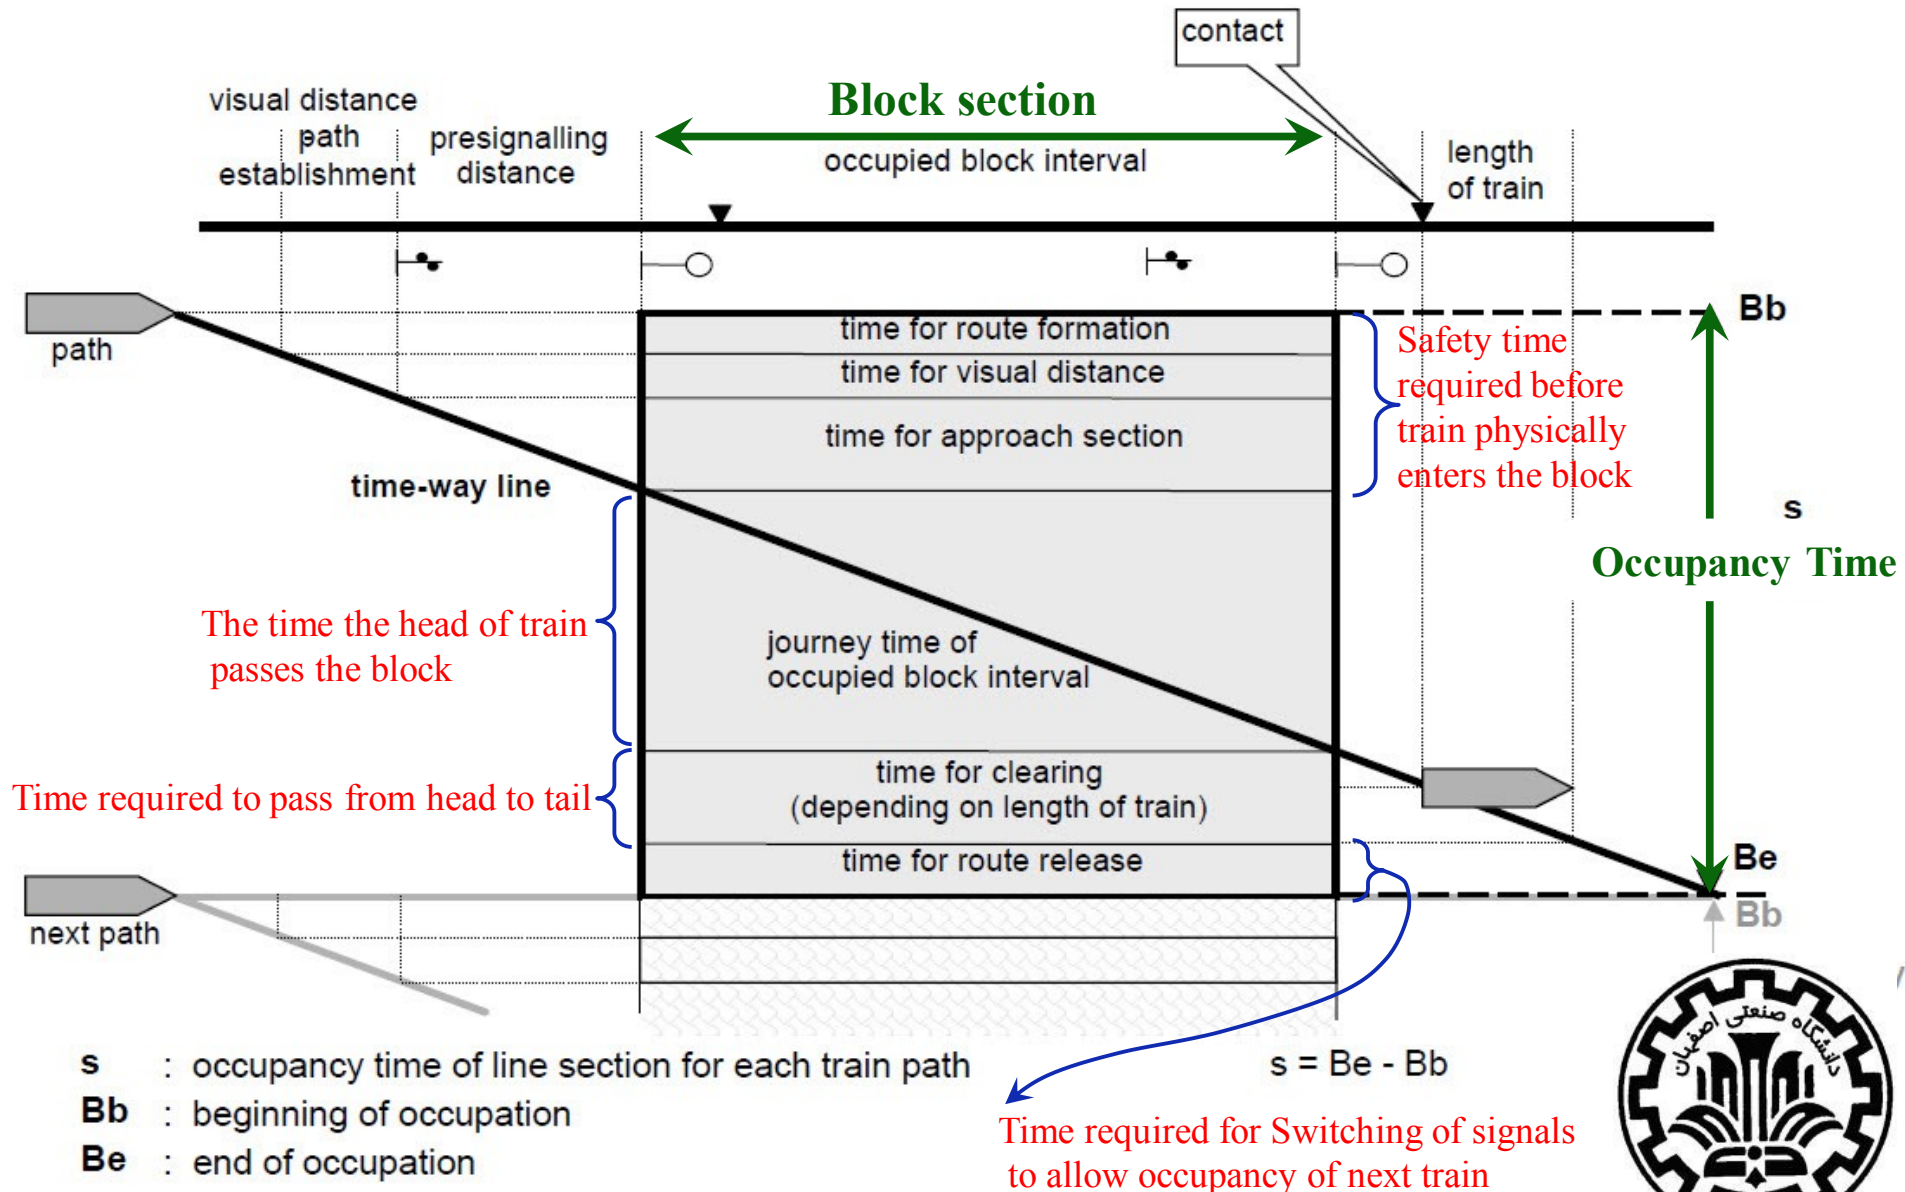 contact
visual distance
path
establishment
presignalling
distance
Block section
occupied block interval
length
of train
path
time for route formation
time for visual distance
time for approach section
Bb
Safety time
required before
train physically
enters the block
time-way line
s
Occupancy Time
The time the head of train
passes the block
journey time of
occupied block interval
Time required to pass from head to tail
time for clearing
(depending on length of train)
time for route release
Be
Bb
next path
s : occupancy time of line section for each train path
Bb : beginning of occupation
Be : end of occupation
s = Be - Bb
Time required for Switching of signals
to allow occupancy of next train
دانشگاه صنعتی اصفهان